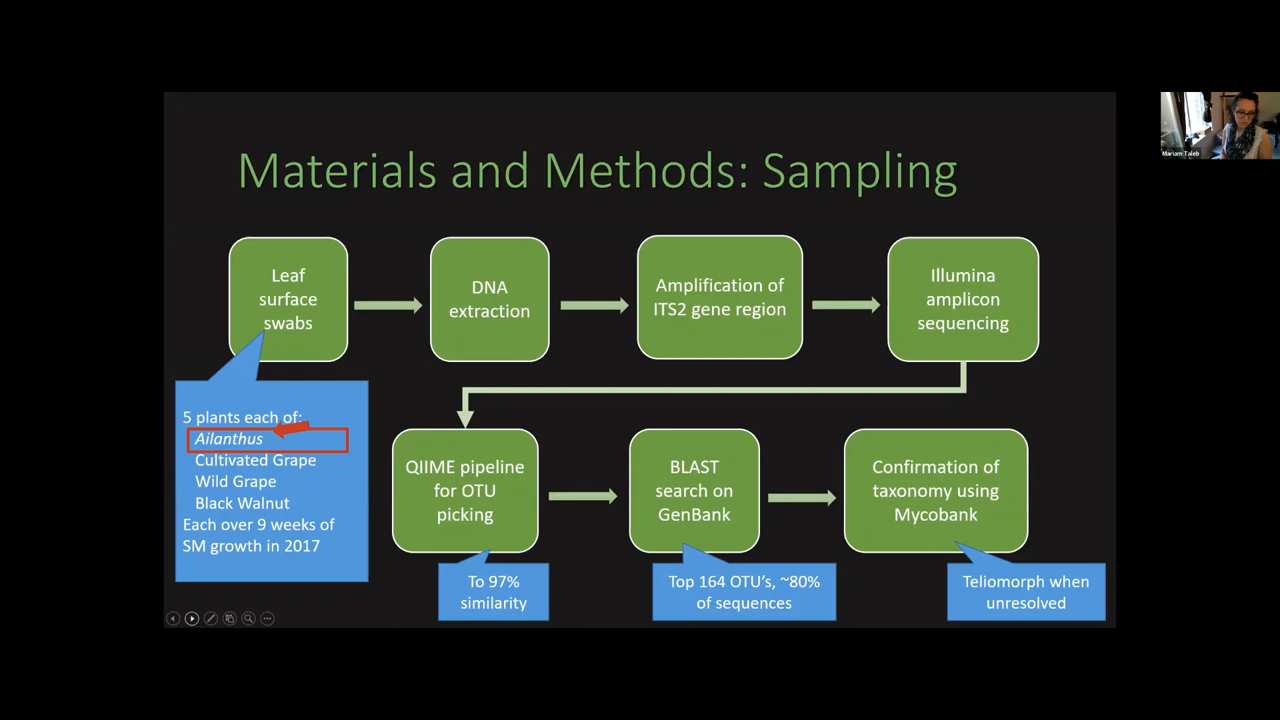 Materials and Methods: Sampling
Mariam Taleb
Leaf
surface
swabs
DNA
extraction
Amplification of
ITS2 gene region
Illumina
amplicon
sequencing
5 plants each of:
Ailanthus
Cultivated Grape
Wild Grape
Black Walnut
Each over 9 weeks of
SM growth in 2017
QIIME pipeline
for OTU
picking
BLAST
search on
GenBank
Confirmation of
taxonomy using
Mycobank
To 97%
similarity
Top 164 OTU's, ~80%
of sequences
Teliomorph when
unresolved